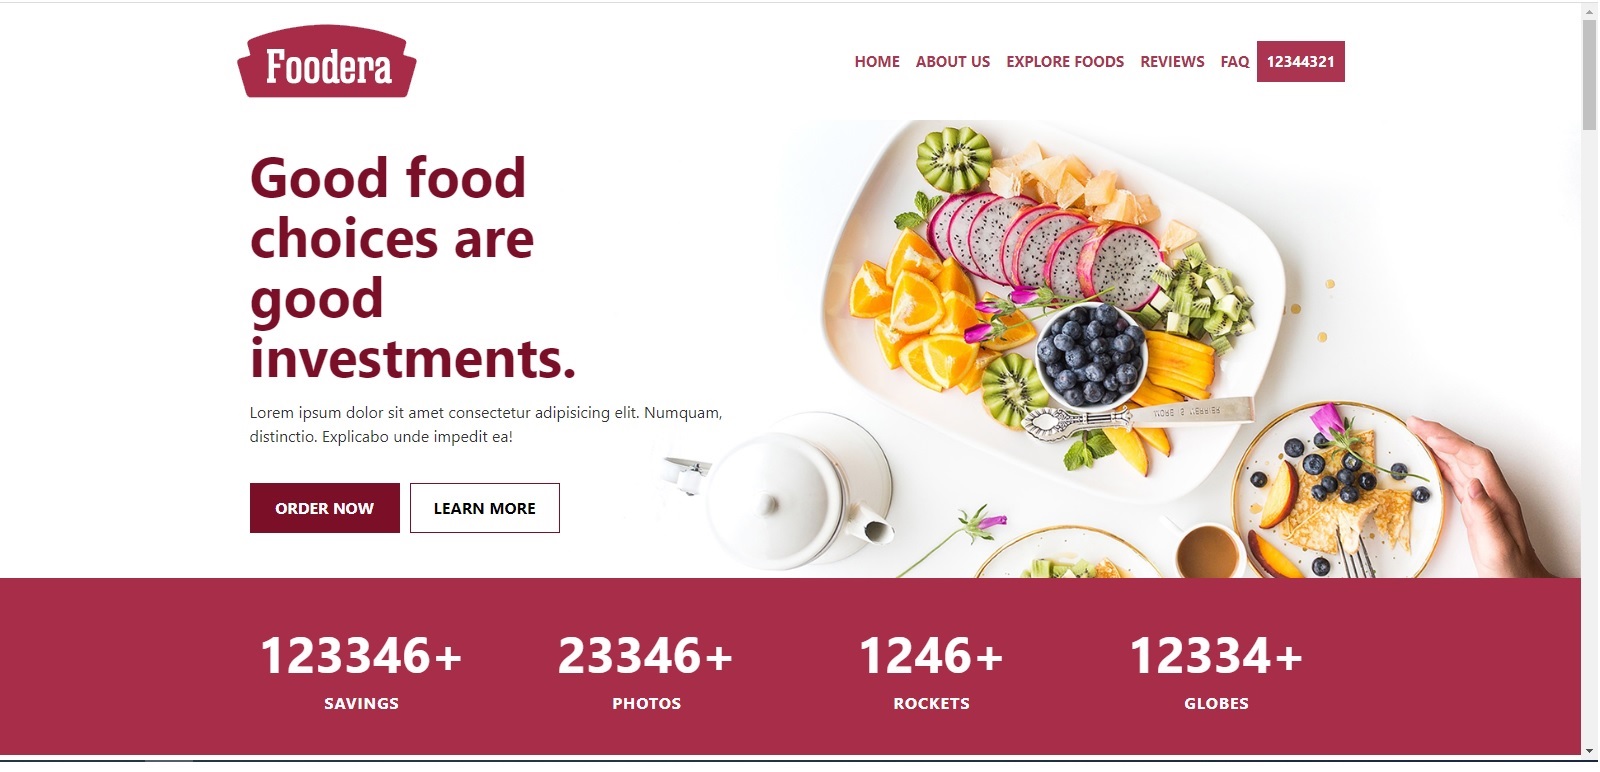 Foodera
HOME ABOUT US EXPLORE FOODS REVIEWS FAQ 12344321
Good food
choices are
good
investments.
Lorem ipsum dolor sit amet consectetur adipisicing elit. Numquam,
distinctio. Explicabo unde impedit ea!
ORDER NOW LEARN MORE
123346+ 23346+ 1246+ 12334+
SAVINGS PHOTOS ROCKETS GLOBES